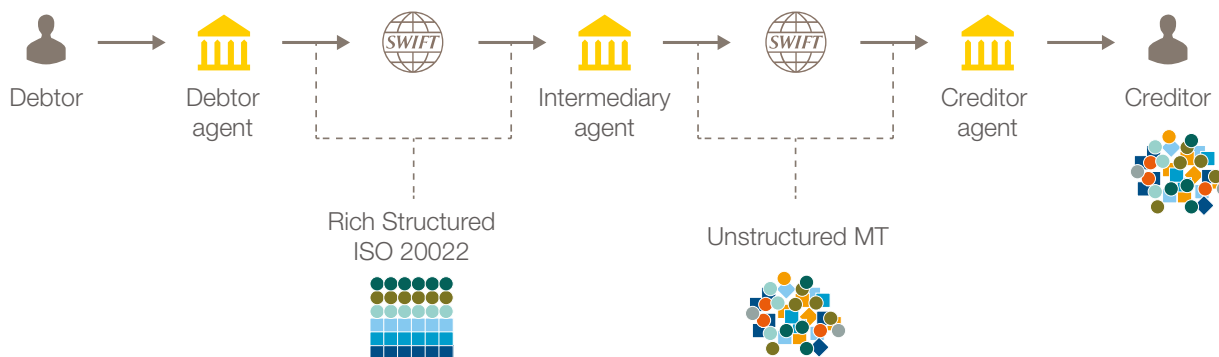 SWIFT
SWIFT
Debtor
Debtor
agent
Intermediary
agent
Creditor
agent
Creditor
Rich Structured
ISO 20022
Unstructured MT